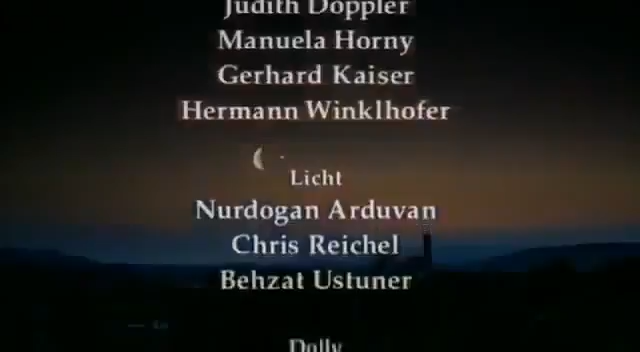 Judith Doppler
Manuela Horny
Gerhard Kaiser
Hermann Winklhofer
Licht
Nurdogan Arduvan
Chris Reichel
Behzat Ustuner
Dolly